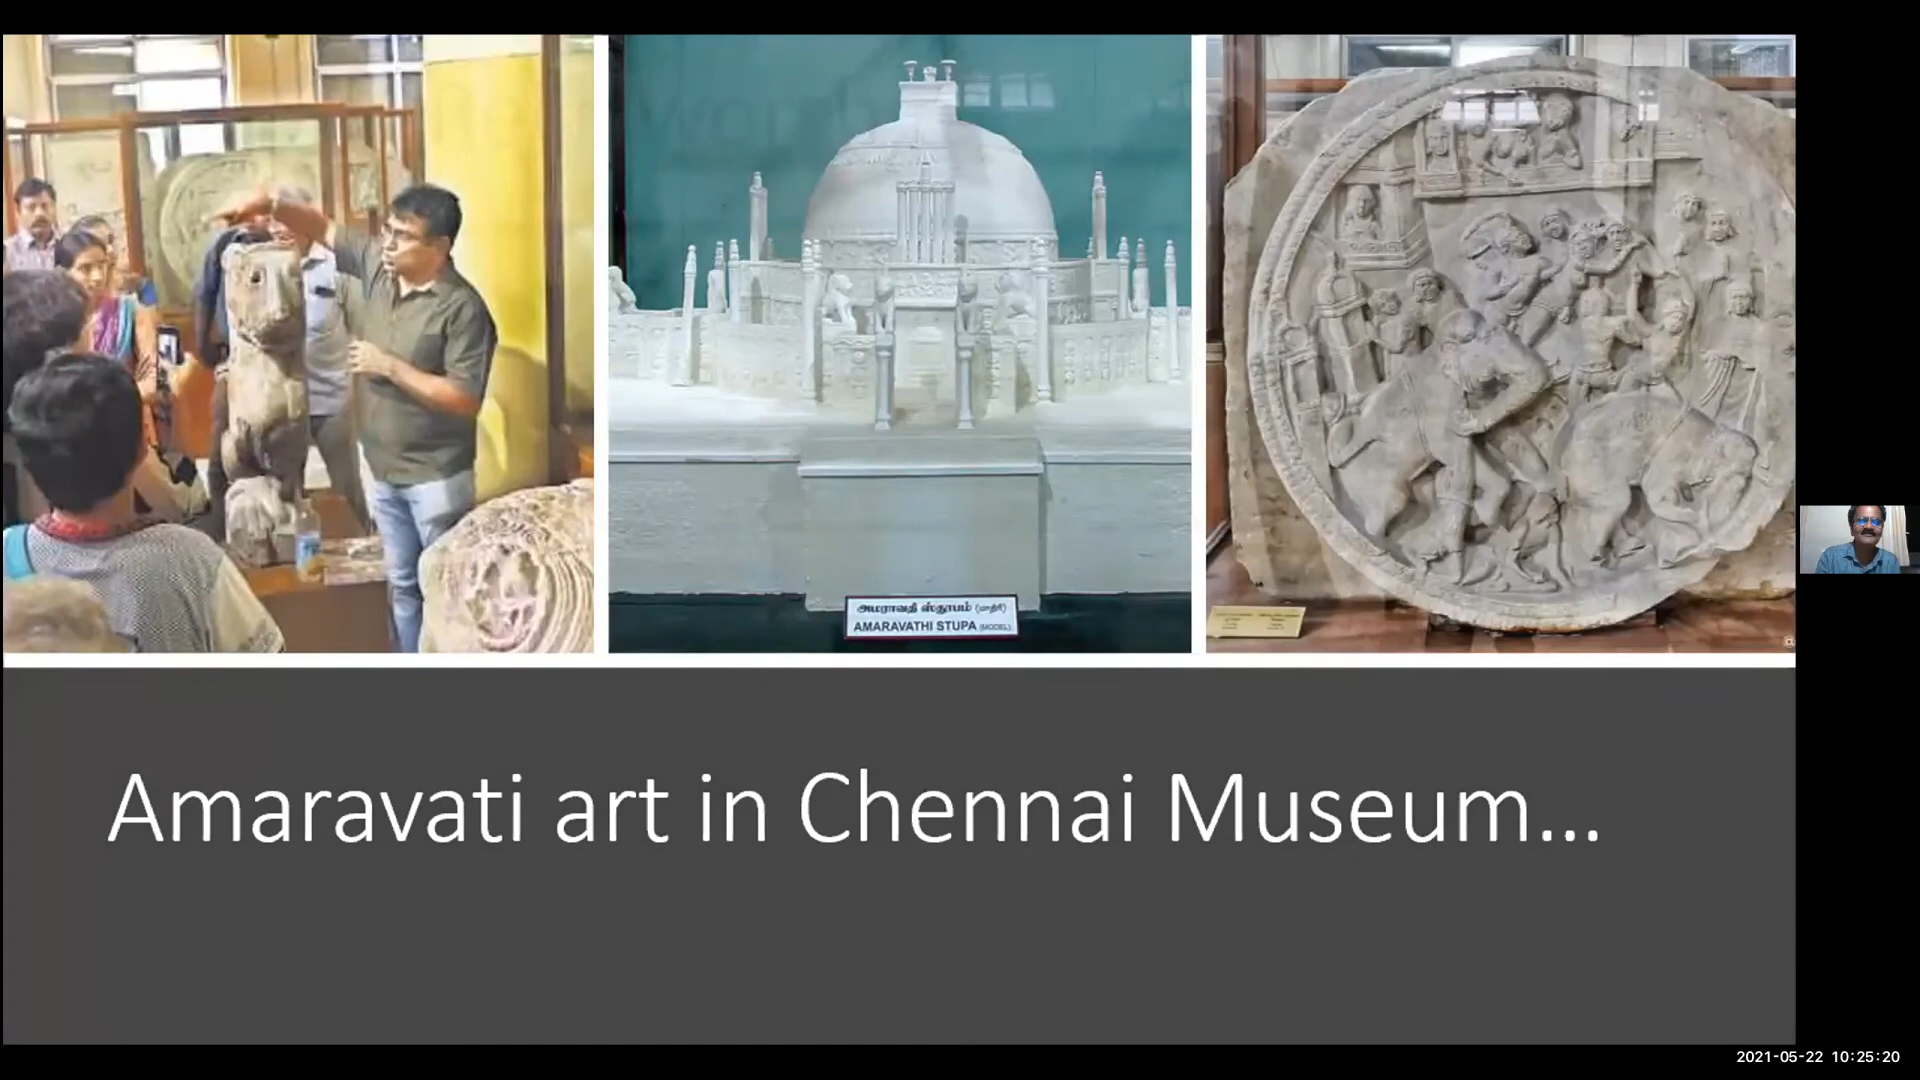 அமராவதி ஸ்தூபம் (மாதிரி)
AMARAVATHI STUPA (MODEL)
Amaravati art in Chennai Museum...
2021-05-22 10:25:20